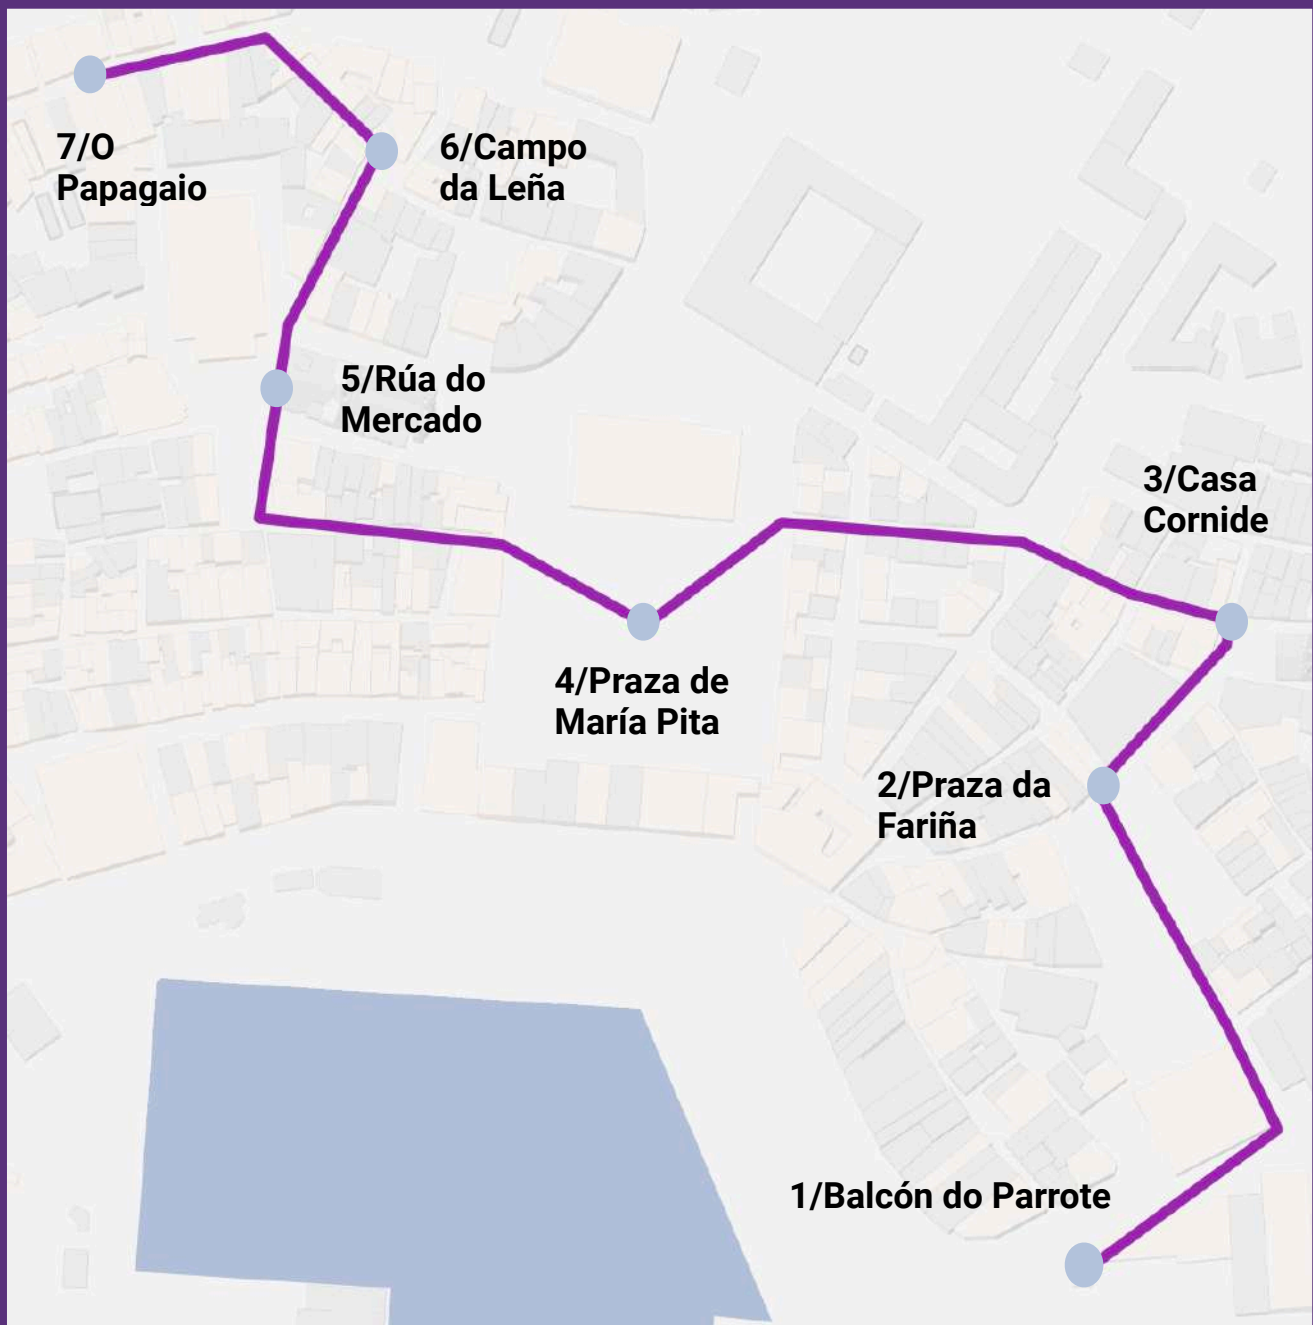 7/O
Papagaio
6/Campo
da Leña
5/Rúa do
Mercado
3/Casa
Cornide
4/Praza de
María Pita
2/Praza da
Fariña
1/Balcón do Parrote